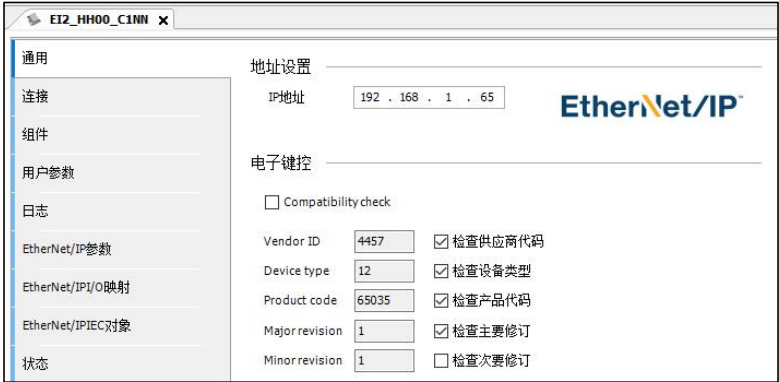 EI2_HH00_C1NN X
通用
连接
组件
用户参数
日志
EtherNet/IP参数
EtherNet/IPI/O映射
EtherNet/IPIEC对象
状态
地址设置
IP地址 192 . 168 . 1 . 65
EtherNet/IP
电子键控
Compatibility check
Vendor ID 4457 检查供应商代码
Device type 12 检查设备类型
Product code 65035 检查产品代码
Major revision 1 检查主要修订
Minor revision 1 检查次要修订